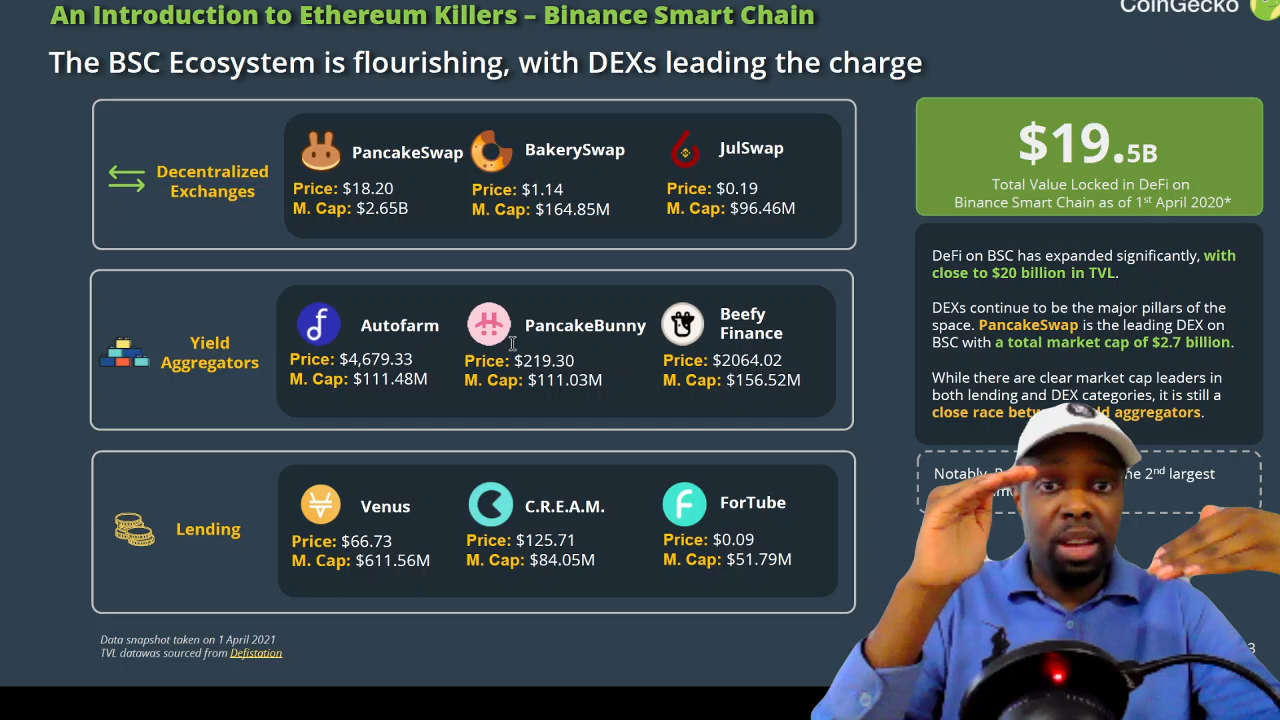 CoinGecko
An Introduction to Ethereum Killers – Binance Smart Chain
The BSC Ecosystem is flourishing, with DEXs leading the charge
Decentralized
Exchanges
PancakeSwap
Price: $18.20
M. Cap: $2.65B
BakerySwap
Price: $1.14
M. Cap: $164.85M
JulSwap
Price: $0.19
M. Cap: $96.46M
Yield
Aggregators
Autofarm
Price: $4,679.33
M. Cap: $111.48M
PancakeBunny
Price: $219.30
M. Cap: $111.03M
Beefy
Finance
Price: $2064.02
M. Cap: $156.52M
Lending
Venus
Price: $66.73
M. Cap: $611.56M
C.R.E.A.M.
Price: $125.71
M. Cap: $84.05M
ForTube
Price: $0.09
M. Cap: $51.79M
$19.5B
Total Value Locked in DeFi on
Binance Smart Chain as of 1st April 2020*
DeFi on BSC has expanded significantly, with
close to $20 billion in TVL.
DEXs continue to be the major pillars of the
space. PancakeSwap is the leading DEX on
BSC with a total market cap of $2.7 billion.
While there are clear market cap leaders in
both lending and DEX categories, it is still a
close race aggregators.
Notably, 2nd largest
Data snapshot taken on 1 April 2021
TVL datawas sourced from Defistation
3